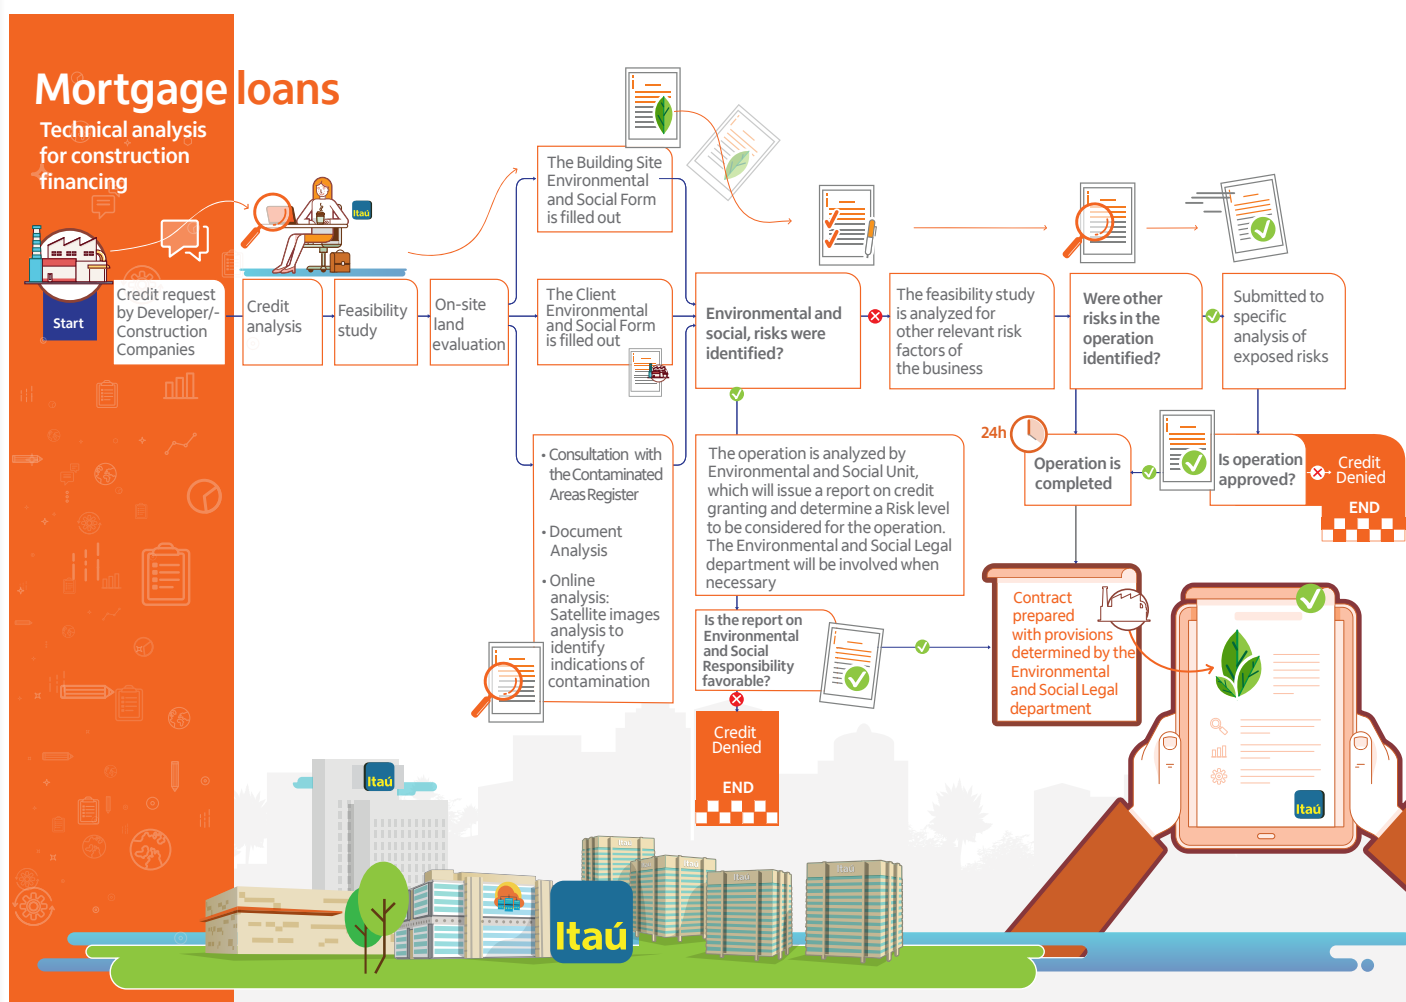 Mortgage loans
Technical analysis
for construction
financing
Start
Credit request
by Developer/-
Construction
Companies
Itaú
Credit
analysis
Feasibility
study
On-site
land
evaluation
The Building Site
Environmental
and Social Form
is filled out
The Client
Environmental
and Social Form
is filled out
• Consultation with
the Contaminated
Areas Register
• Document
Analysis
• Online
analysis:
Satellite images
analysis to
identify
indications of
contamination
Environmental and
social, risks were
identified?
The feasibility study
is analyzed for
other relevant risk
factors of
the business
Were other
risks in the
operation
identified?
Submitted to
specific
analysis of
exposed risks
The operation is analyzed by
Environmental and Social Unit,
which will issue a report on credit
granting and determine a Risk level
to be considered for the operation.
The Environmental and Social Legal
department will be involved when
necessary
24h
Operation is
completed
Is operation
approved?
Credit
Denied
END
Is the report on
Environmental
and Social
Responsibility
favorable?
Credit
Denied
END
Contract
prepared
with provisions
determined by the
Environmental
and Social Legal
department
Itaú
Itaú
Itaú
Itaú
Itaú
Itaú
Itaú